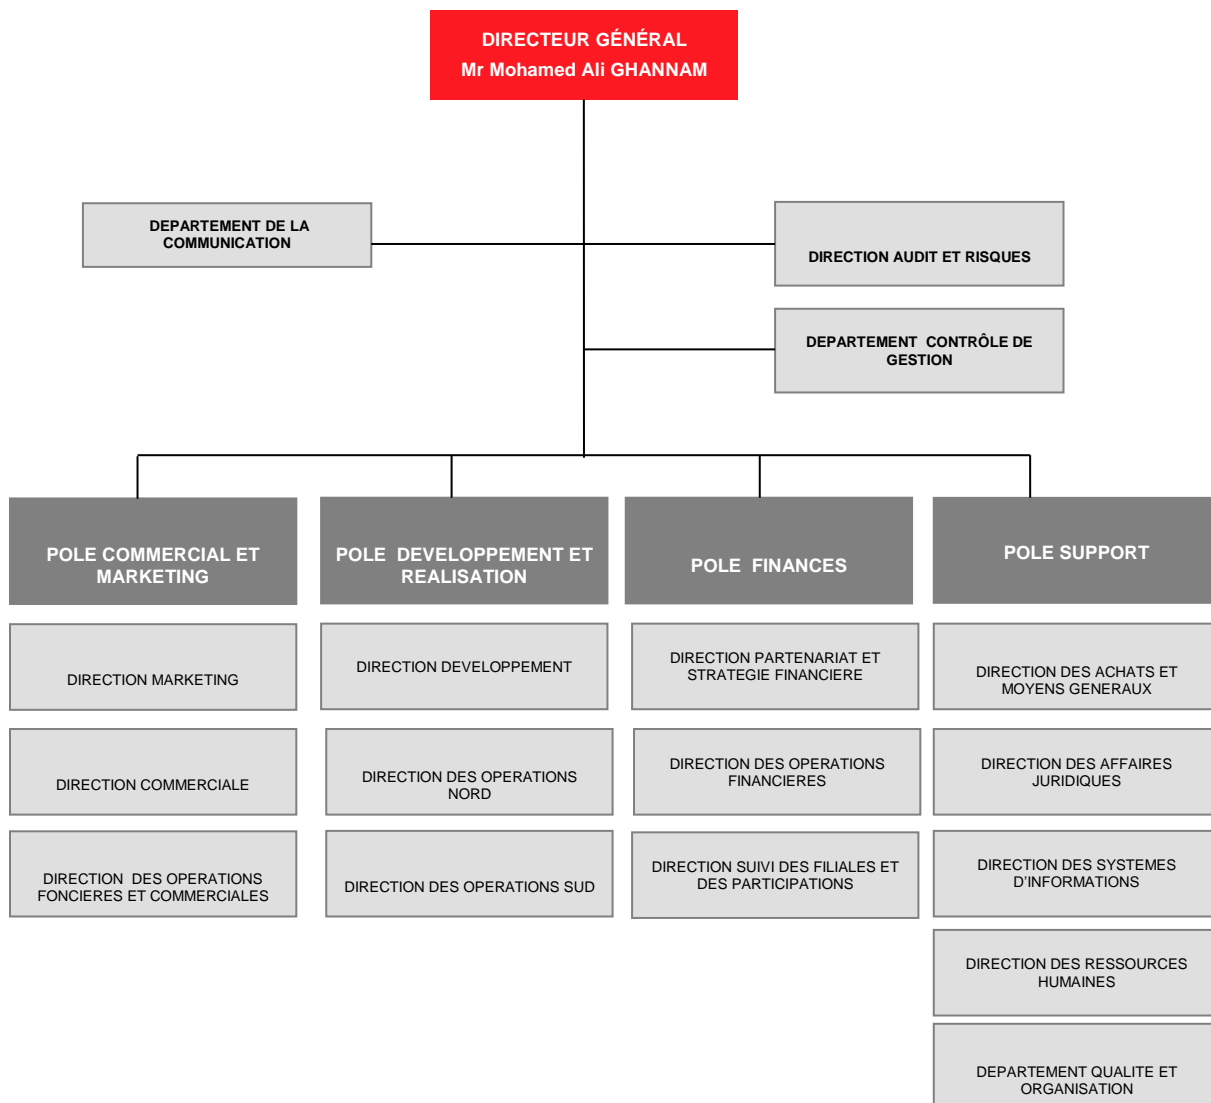 DIRECTEUR GÉNÉRAL
Mr Mohamed Ali GHANNAM
DEPARTEMENT DE LA
COMMUNICATION
DIRECTION AUDIT ET RISQUES
DEPARTEMENT  CONTRÔLE DE
GESTION
POLE COMMERCIAL ET
MARKETING
DIRECTION MARKETING
DIRECTION COMMERCIALE
DIRECTION  DES OPERATIONS
FONCIERES ET COMMERCIALES
POLE  DEVELOPPEMENT ET
REALISATION
DIRECTION DEVELOPPEMENT
DIRECTION DES OPERATIONS
NORD
DIRECTION DES OPERATIONS SUD
POLE  FINANCES
DIRECTION PARTENARIAT ET
STRATEGIE FINANCIERE
DIRECTION DES OPERATIONS
FINANCIERES
DIRECTION SUIVI DES FILIALES ET
DES PARTICIPATIONS
POLE SUPPORT
DIRECTION DES ACHATS ET
MOYENS GENERAUX
DIRECTION DES AFFAIRES
JURIDIQUES
DIRECTION DES SYSTEMES
D'INFORMATIONS
DIRECTION DES RESSOURCES
HUMAINES
DEPARTEMENT QUALITE ET
ORGANISATION